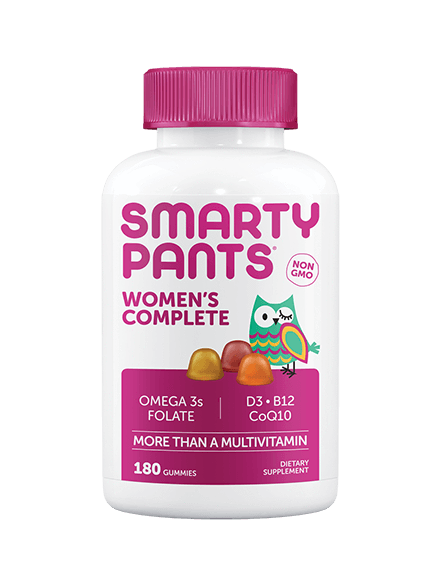 SMARTY
PANTS®
NON
GMO
WOMEN'S
COMPLETE
OMEGA 3s
FOLATE
D3 • B12
CoQ10
MORE THAN A MULTIVITAMIN
180 GUMMIES
DIETARY
SUPPLEMENT